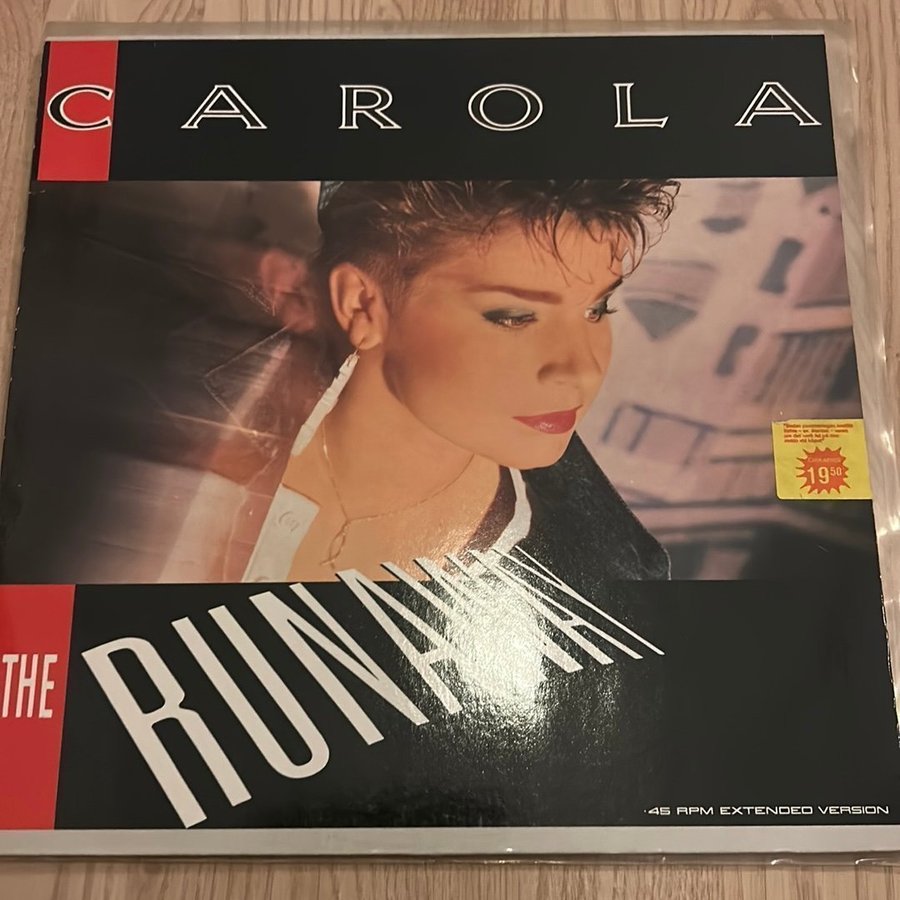 CAROLA
19 50
THE
RUNAWAY
45 RPM EXTENDED VERSION